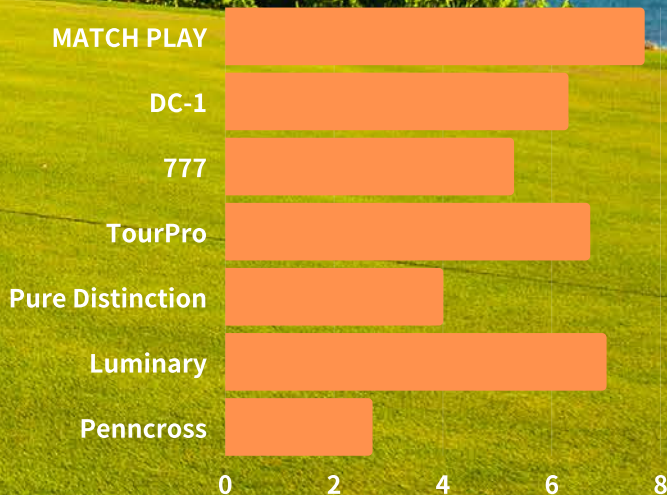 MATCH PLAY
DC-1
777
TourPro
Pure Distinction
Luminary
Penncross
0 2 4 6 8